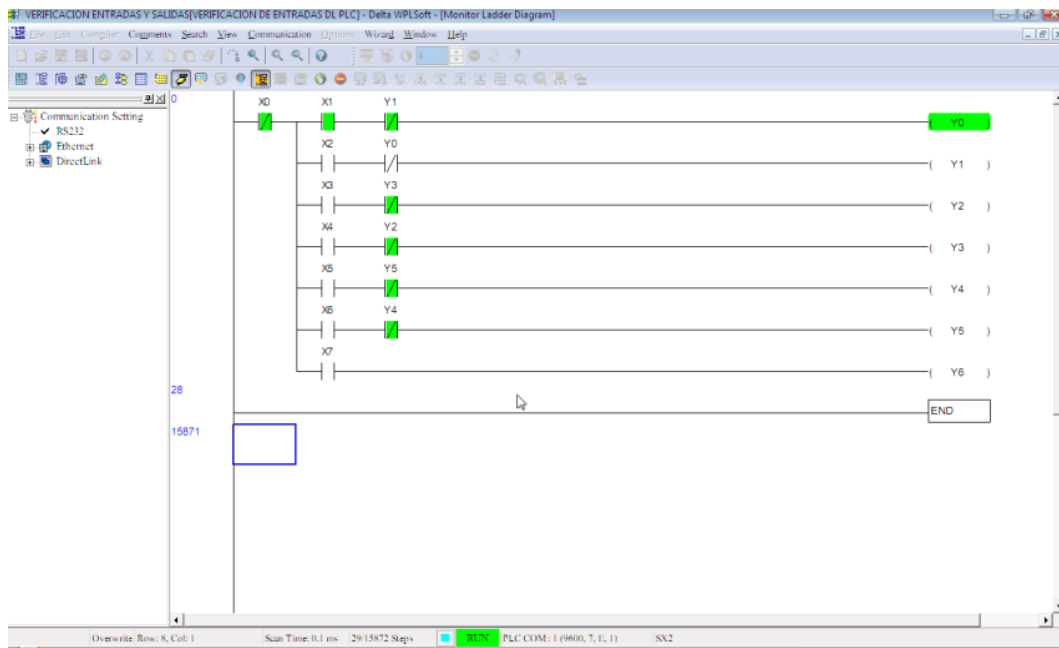 VERIFICACION ENTRADAS Y SALIDAS[VERIFICACION DE ENTRADAS DL PLC] - Delta WPLSoft - [Monitor Ladder Diagram]
File Edit Compiler Comments Search View Communication Options Wizard Window Help
Communication Setting
RS232
Ethernet
DirectLink
0
X0 X1 Y1
Y0
X2 Y0
Y1
X3 Y3
Y2
X4 Y2
Y3
X5 Y5
Y4
X6 Y4
Y5
X7
Y6
28
END
15871
Overwrite Row: 8, Col: 1 Scan Time: 0.1 ms 29/15872 Steps RUN PLC COM: 1 (9600, 7, E, 1) SX2